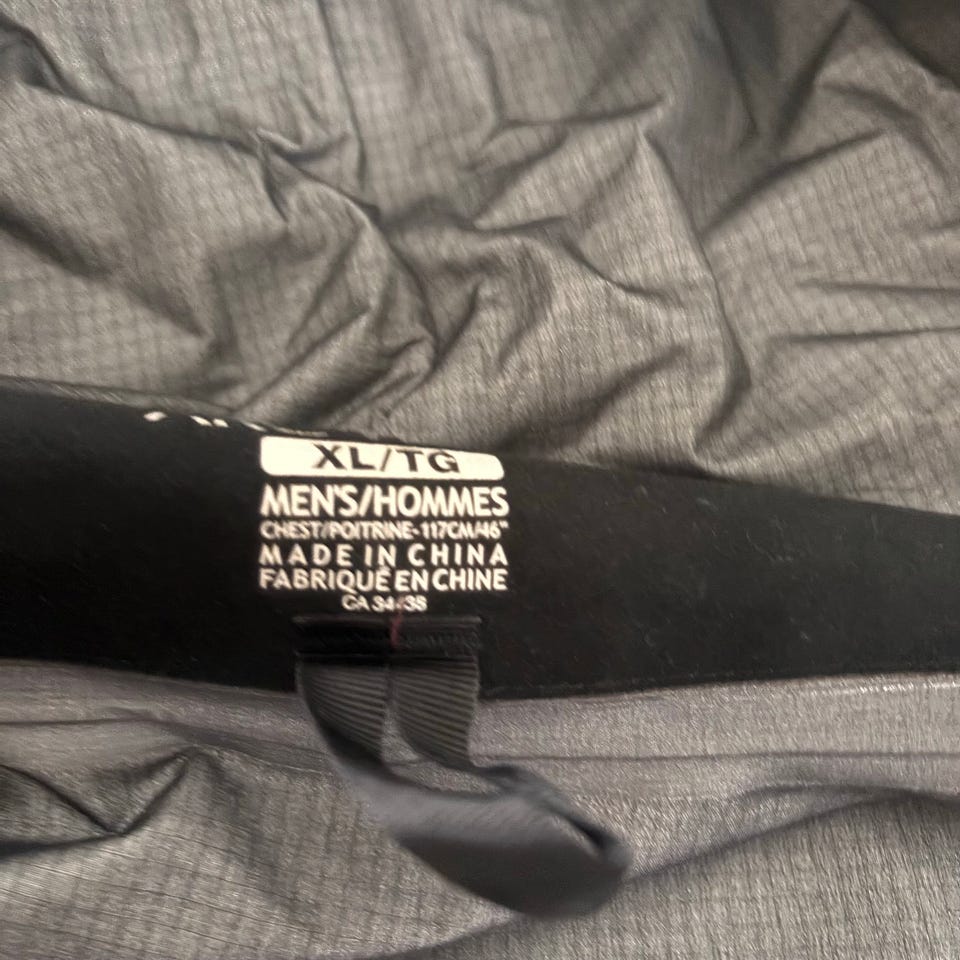 XL/TG
MEN'S/HOMMES
CHEST/POITRINE-117CM/46"
MADE IN CHINA
FABRIQUÉ EN CHINE